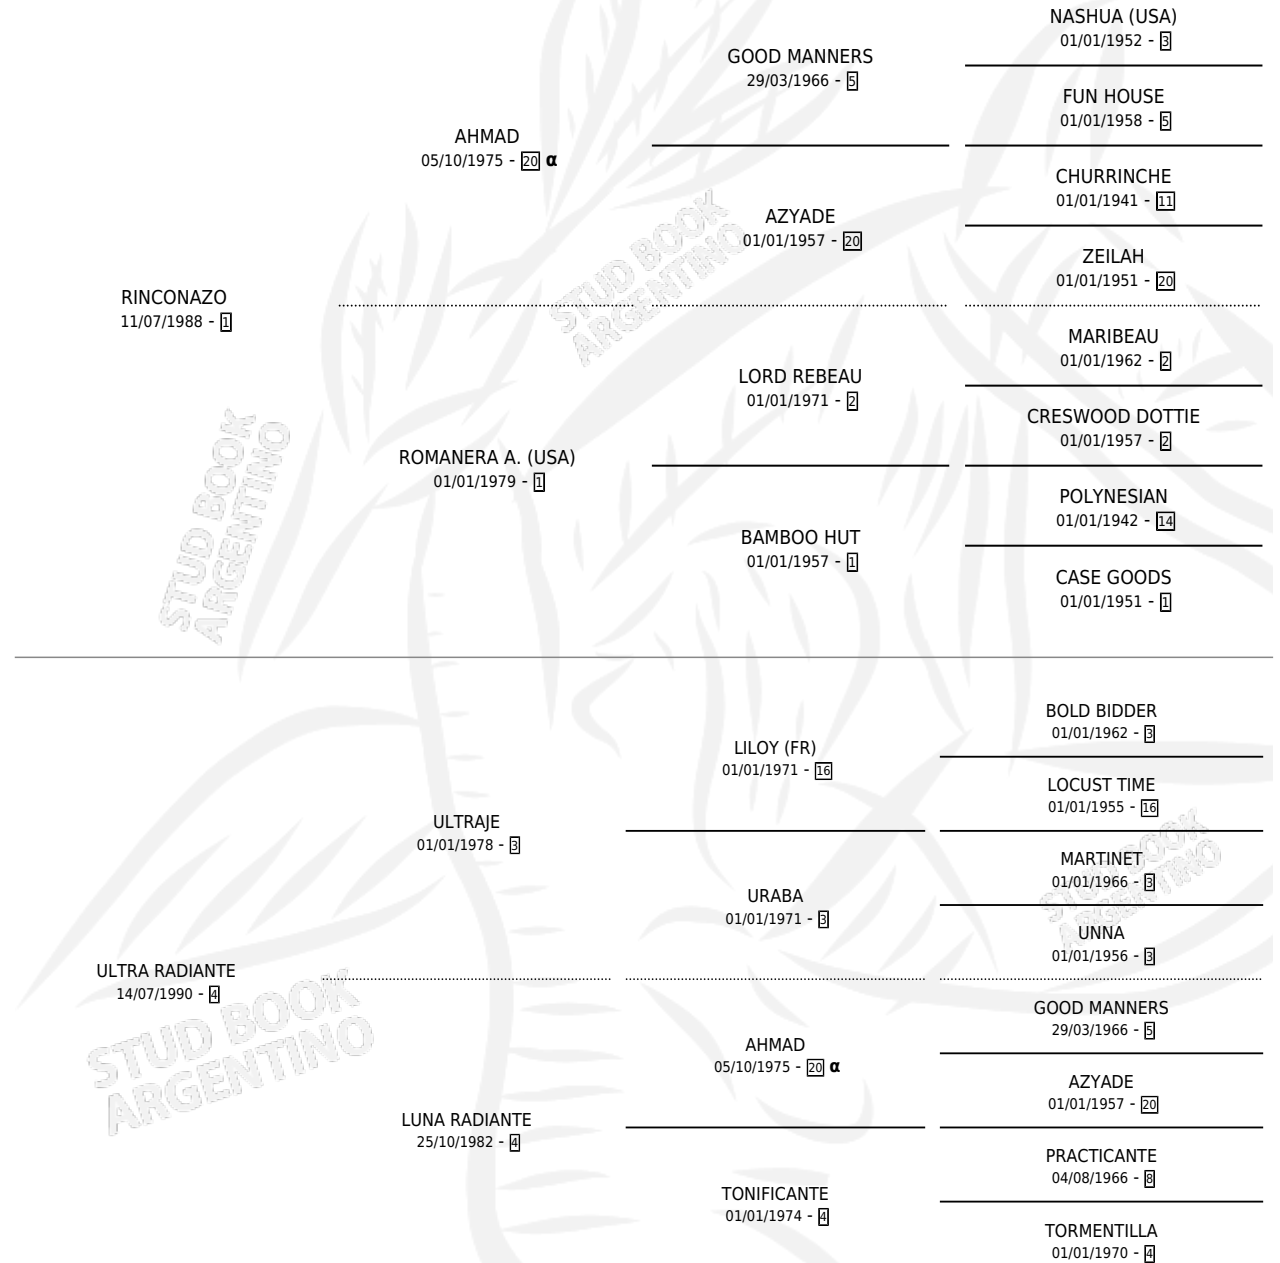 NASHUA (USA)
01/01/1952 - 3
GOOD MANNERS
29/03/1966 - 5
FUN HOUSE
01/01/1958 - 5
AHMAD
05/10/1975 - 20 α
CHURRINCHE
01/01/1941 - 11
AZYADE
01/01/1957 - 20
ZEILAH
01/01/1951 - 20
RINCONAZO
11/07/1988 - 1
MARIBEAU
01/01/1962 - 2
LORD REBEAU
01/01/1971 - 2
CRESWOOD DOTTIE
01/01/1957 - 2
ROMANERA A. (USA)
01/01/1979 - 1
POLYNESIAN
01/01/1942 - 14
BAMBOO HUT
01/01/1957 - 1
CASE GOODS
01/01/1951 - 1
STUD BOOK
ARGENTINO
STUD BOOK
ARGENTINO
BOLD BIDDER
01/01/1962 - 3
LILOY (FR)
01/01/1971 - 16
LOCUST TIME
01/01/1955 - 16
ULTRAJE
01/01/1978 - 3
MARTINET
01/01/1966 - 3
URABA
01/01/1971 - 3
UNNA
01/01/1956 - 3
ULTRA RADIANTE
14/07/1990 - 4
GOOD MANNERS
29/03/1966 - 5
AHMAD
05/10/1975 - 20 α
AZYADE
01/01/1957 - 20
LUNA RADIANTE
25/10/1982 - 4
PRACTICANTE
04/08/1966 - 8
TONIFICANTE
01/01/1974 - 4
TORMENTILLA
01/01/1970 - 4
STUD BOOK
ARGENTINO
STUD BOOK
ARGENTINO